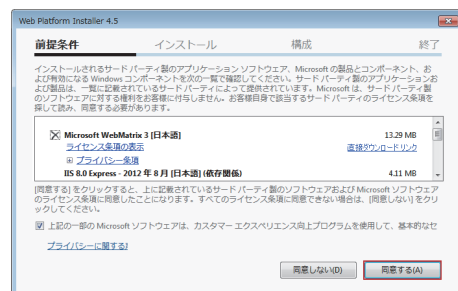 Web Platform Installer 4.5
前提条件 インストール 構成 終了
インストールされるサード パーティ製のアプリケーション ソフトウェア、Microsoft の製品とコンポーネント、お
よび有効になる Windows コンポーネントを次の一覧で確認してください。サード パーティ製のアプリケーションお
よび製品は、一覧に記載されているサード パーティによって提供されています。Microsoft は、サード パーティ製
のソフトウェアに対する権利をお客様に付与しません。お客様自身で該当するサード パーティのライセンス条項を
探して読み、同意する必要があります。
Microsoft WebMatrix 3 [日本語] 13.29 MB
ライセンス条項の表示 直接ダウンロード リンク
プライバシー条項
IIS 8.0 Express - 2012 年 8 月 [日本語] (依存関係) 4.11 MB
[同意する] をクリックすると、上に記載されているサード パーティ製のソフトウェアおよび Microsoft ソフトウェア
のライセンス条項に同意したことになります。すべてのライセンス条項に同意できない場合は、[同意しない] をクリ
ックしてください。
上記の一部の Microsoft ソフトウェアは、カスタマー エクスペリエンス向上プログラムを使用して、基本的なセ
プライバシーに関する
同意しない(D) 同意する(A)